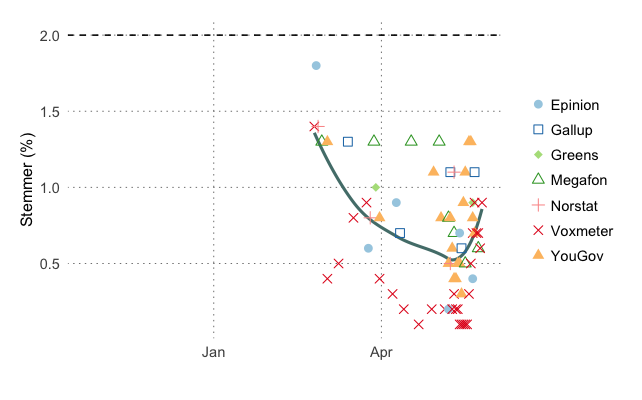 2.0
1.5
1.0
0.5
Stemmer (%)
Jan
Apr
Epinion
Gallup
Greens
Megafon
Norstat
Voxmeter
YouGov